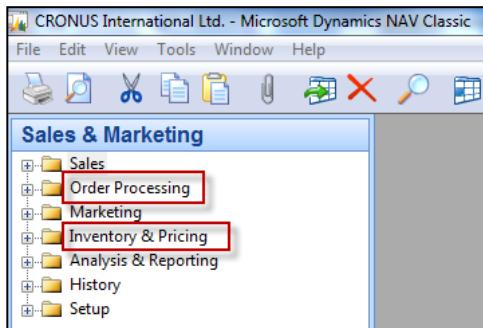 CRONUS International Ltd. - Microsoft Dynamics NAV Classic
File Edit View Tools Window Help
Sales & Marketing
Sales
Order Processing
Marketing
Inventory & Pricing
Analysis & Reporting
History
Setup